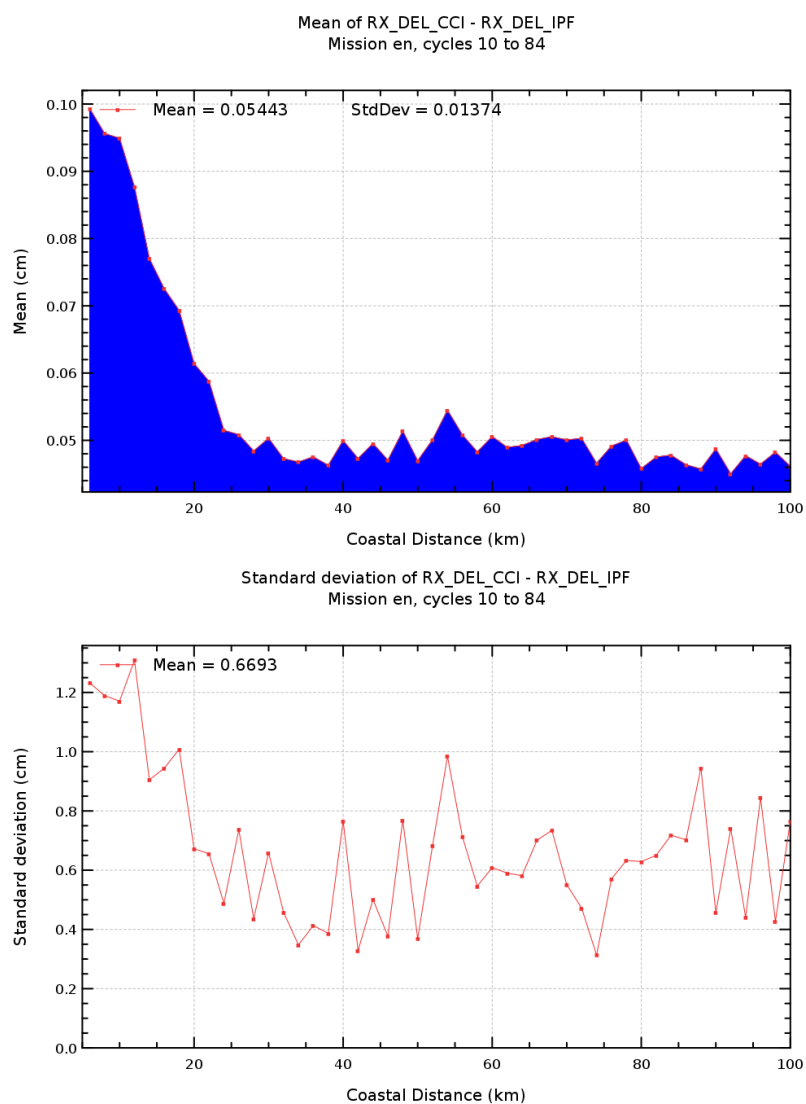 Mean of RX_DEL_CCI - RX_DEL_IPF
Mission en, cycles 10 to 84
Mean = 0.05443 StdDev = 0.01374
0.10
0.09
0.08
0.07
0.06
0.05
Mean (cm)
20 40 60 80 100
Coastal Distance (km)
Standard deviation of RX_DEL_CCI - RX_DEL_IPF
Mission en, cycles 10 to 84
Mean = 0.6693
1.2
1.0
0.8
0.6
0.4
0.2
0.0
Standard deviation (cm)
20 40 60 80 100
Coastal Distance (km)